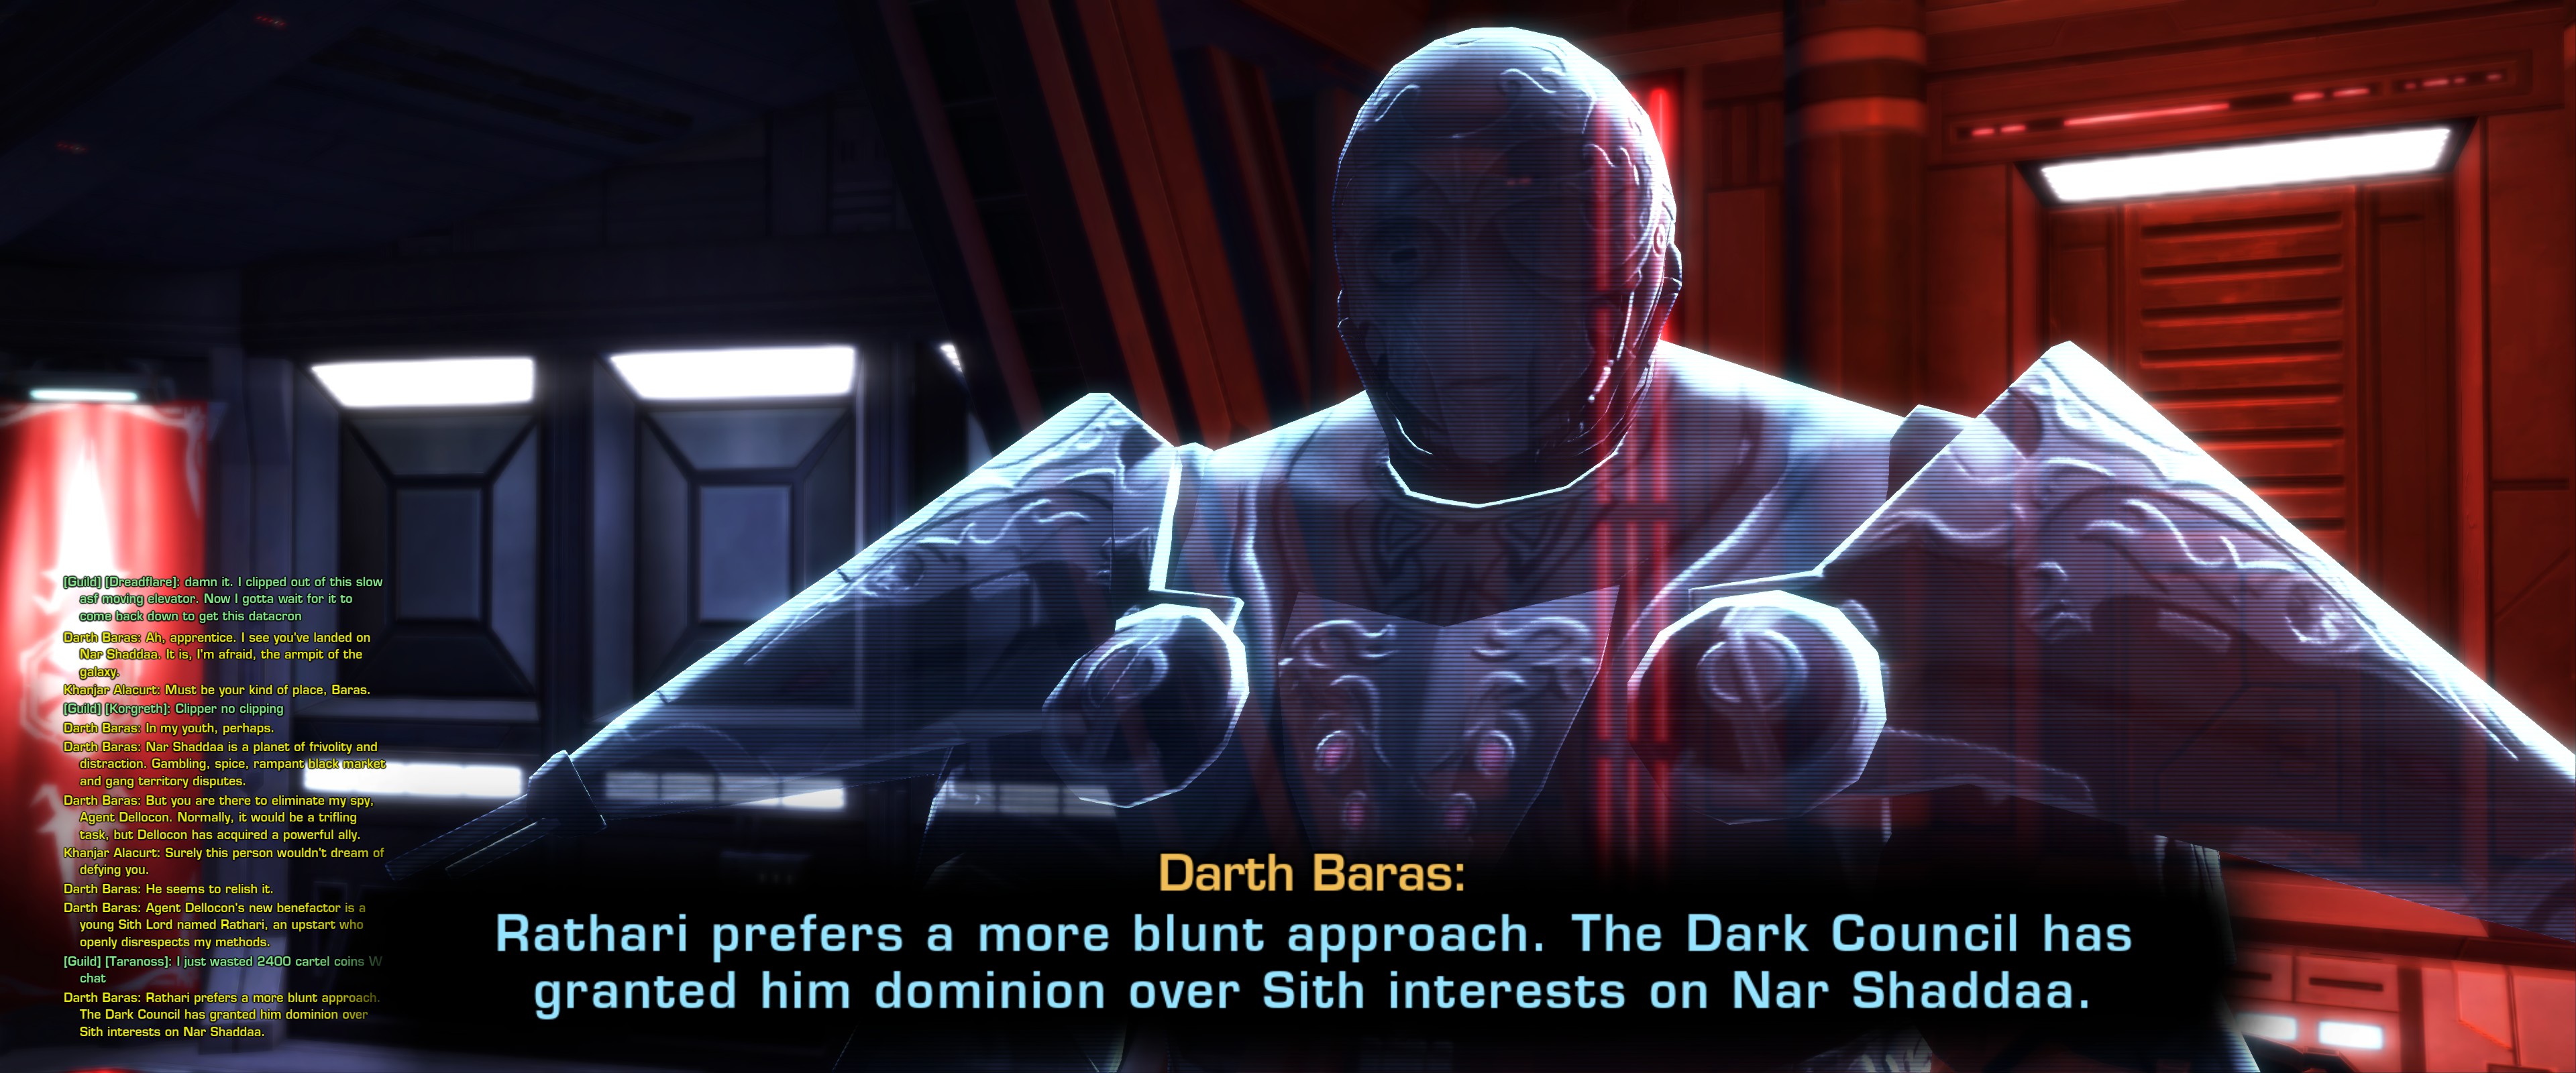 [Guild] [Dreadflare]: damn it. I clipped out of this slow
asf moving elevator. Now I gotta wait for it to
come back down to get this datacron
Darth Baras: Ah, apprentice. I see you've landed on
Nar Shaddaa. It is, I'm afraid, the armpit of the
galaxy.
Khanjar Alacurt: Must be your kind of place, Baras.
[Guild] [Korgreth]: Clipper no clipping
Darth Baras: In my youth, perhaps.
Darth Baras: Nar Shaddaa is a planet of frivolity and
distraction. Gambling, spice, rampant black market
and gang territory disputes.
Darth Baras: But you are there to eliminate my spy,
Agent Dellocon. Normally, it would be a trifling
task, but Dellocon has acquired a powerful ally.
Khanjar Alacurt: Surely this person wouldn't dream of
defying you.
Darth Baras: He seems to relish it.
Darth Baras: Agent Dellocon's new benefactor is a
young Sith Lord named Rathari, an upstart who
openly disrespects my methods.
[Guild] [Taranoss]: I just wasted 2400 cartel coins W
chat
Darth Baras: Rathari prefers a more blunt approach.
The Dark Council has granted him dominion over
Sith interests on Nar Shaddaa.
Darth Baras:
Rathari prefers a more blunt approach. The Dark Council has
granted him dominion over Sith interests on Nar Shaddaa.